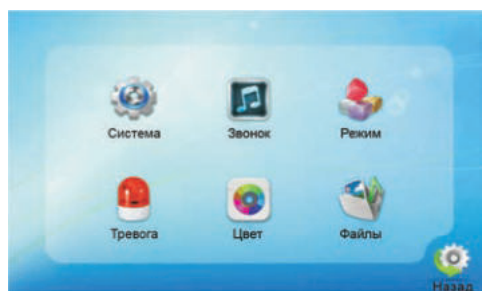 Система
Звонок
Режим
Тревога
Цвет
Файлы
Назад